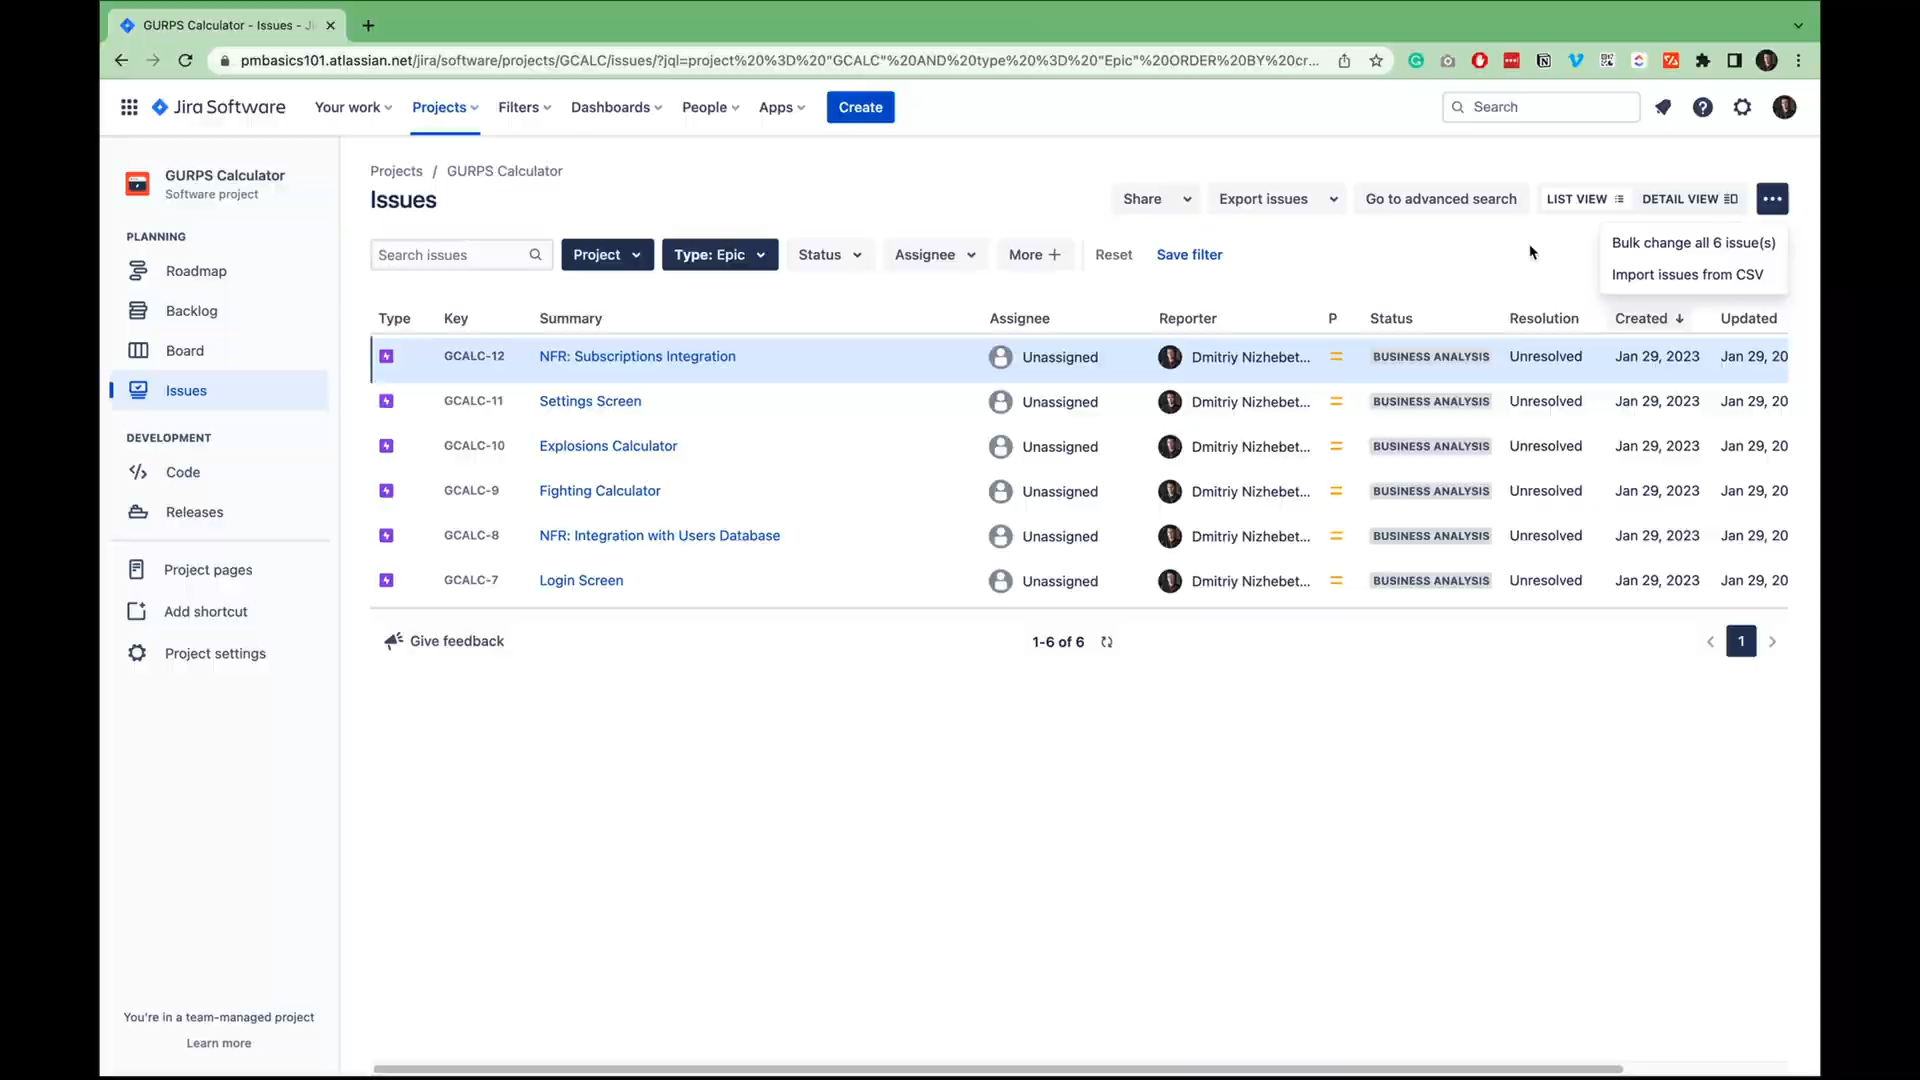 GURPS Calculator - Issues - Ji
pmbasics101.atlassian.net/jira/software/projects/GCALC/issues/?jql=project%20%3D%20"GCALC"%20AND%20type%20%3D%20"Epic"%20ORDER%20BY%20cr...
Jira Software
Your work
Projects
Filters
Dashboards
People
Apps
Create
Search
GURPS Calculator
Software project
PLANNING
Roadmap
Backlog
Board
Issues
DEVELOPMENT
Code
Releases
Project pages
Add shortcut
Project settings
You're in a team-managed project
Learn more
Projects / GURPS Calculator
Issues
Share
Export issues
Go to advanced search
LIST VIEW
DETAIL VIEW
Bulk change all 6 issue(s)
Import issues from CSV
Search issues
Project
Type: Epic
Status
Assignee
More +
Reset
Save filter
Type Key Summary Assignee Reporter P Status Resolution Created Updated
GCALC-12 NFR: Subscriptions Integration Unassigned Dmitriy Nizhebet... BUSINESS ANALYSIS Unresolved Jan 29, 2023 Jan 29, 20
GCALC-11 Settings Screen Unassigned Dmitriy Nizhebet... BUSINESS ANALYSIS Unresolved Jan 29, 2023 Jan 29, 20
GCALC-10 Explosions Calculator Unassigned Dmitriy Nizhebet... BUSINESS ANALYSIS Unresolved Jan 29, 2023 Jan 29, 20
GCALC-9 Fighting Calculator Unassigned Dmitriy Nizhebet... BUSINESS ANALYSIS Unresolved Jan 29, 2023 Jan 29, 20
GCALC-8 NFR: Integration with Users Database Unassigned Dmitriy Nizhebet... BUSINESS ANALYSIS Unresolved Jan 29, 2023 Jan 29, 20
GCALC-7 Login Screen Unassigned Dmitriy Nizhebet... BUSINESS ANALYSIS Unresolved Jan 29, 2023 Jan 29, 20
Give feedback
1-6 of 6
1